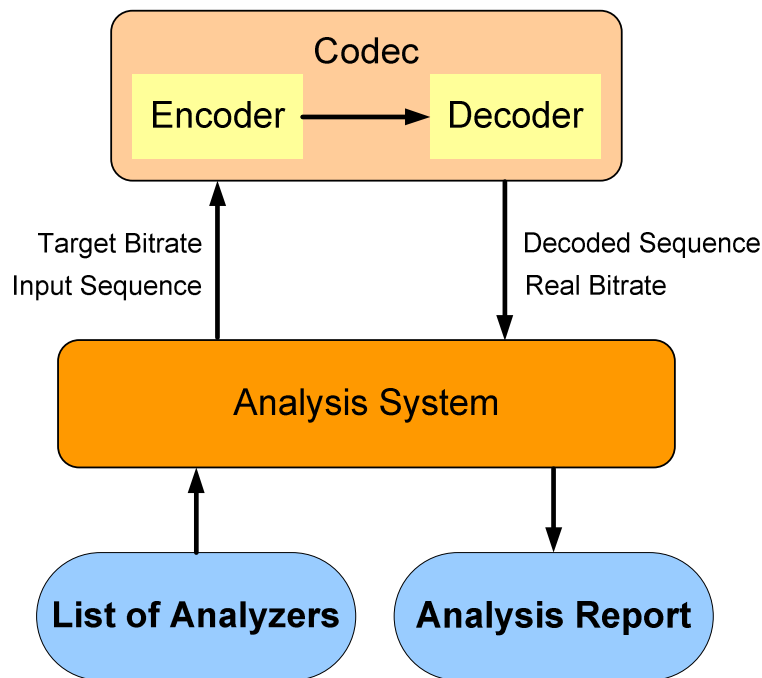 Codec
Encoder
Decoder
Target Bitrate
Input Sequence
Decoded Sequence
Real Bitrate
Analysis System
List of Analyzers
Analysis Report